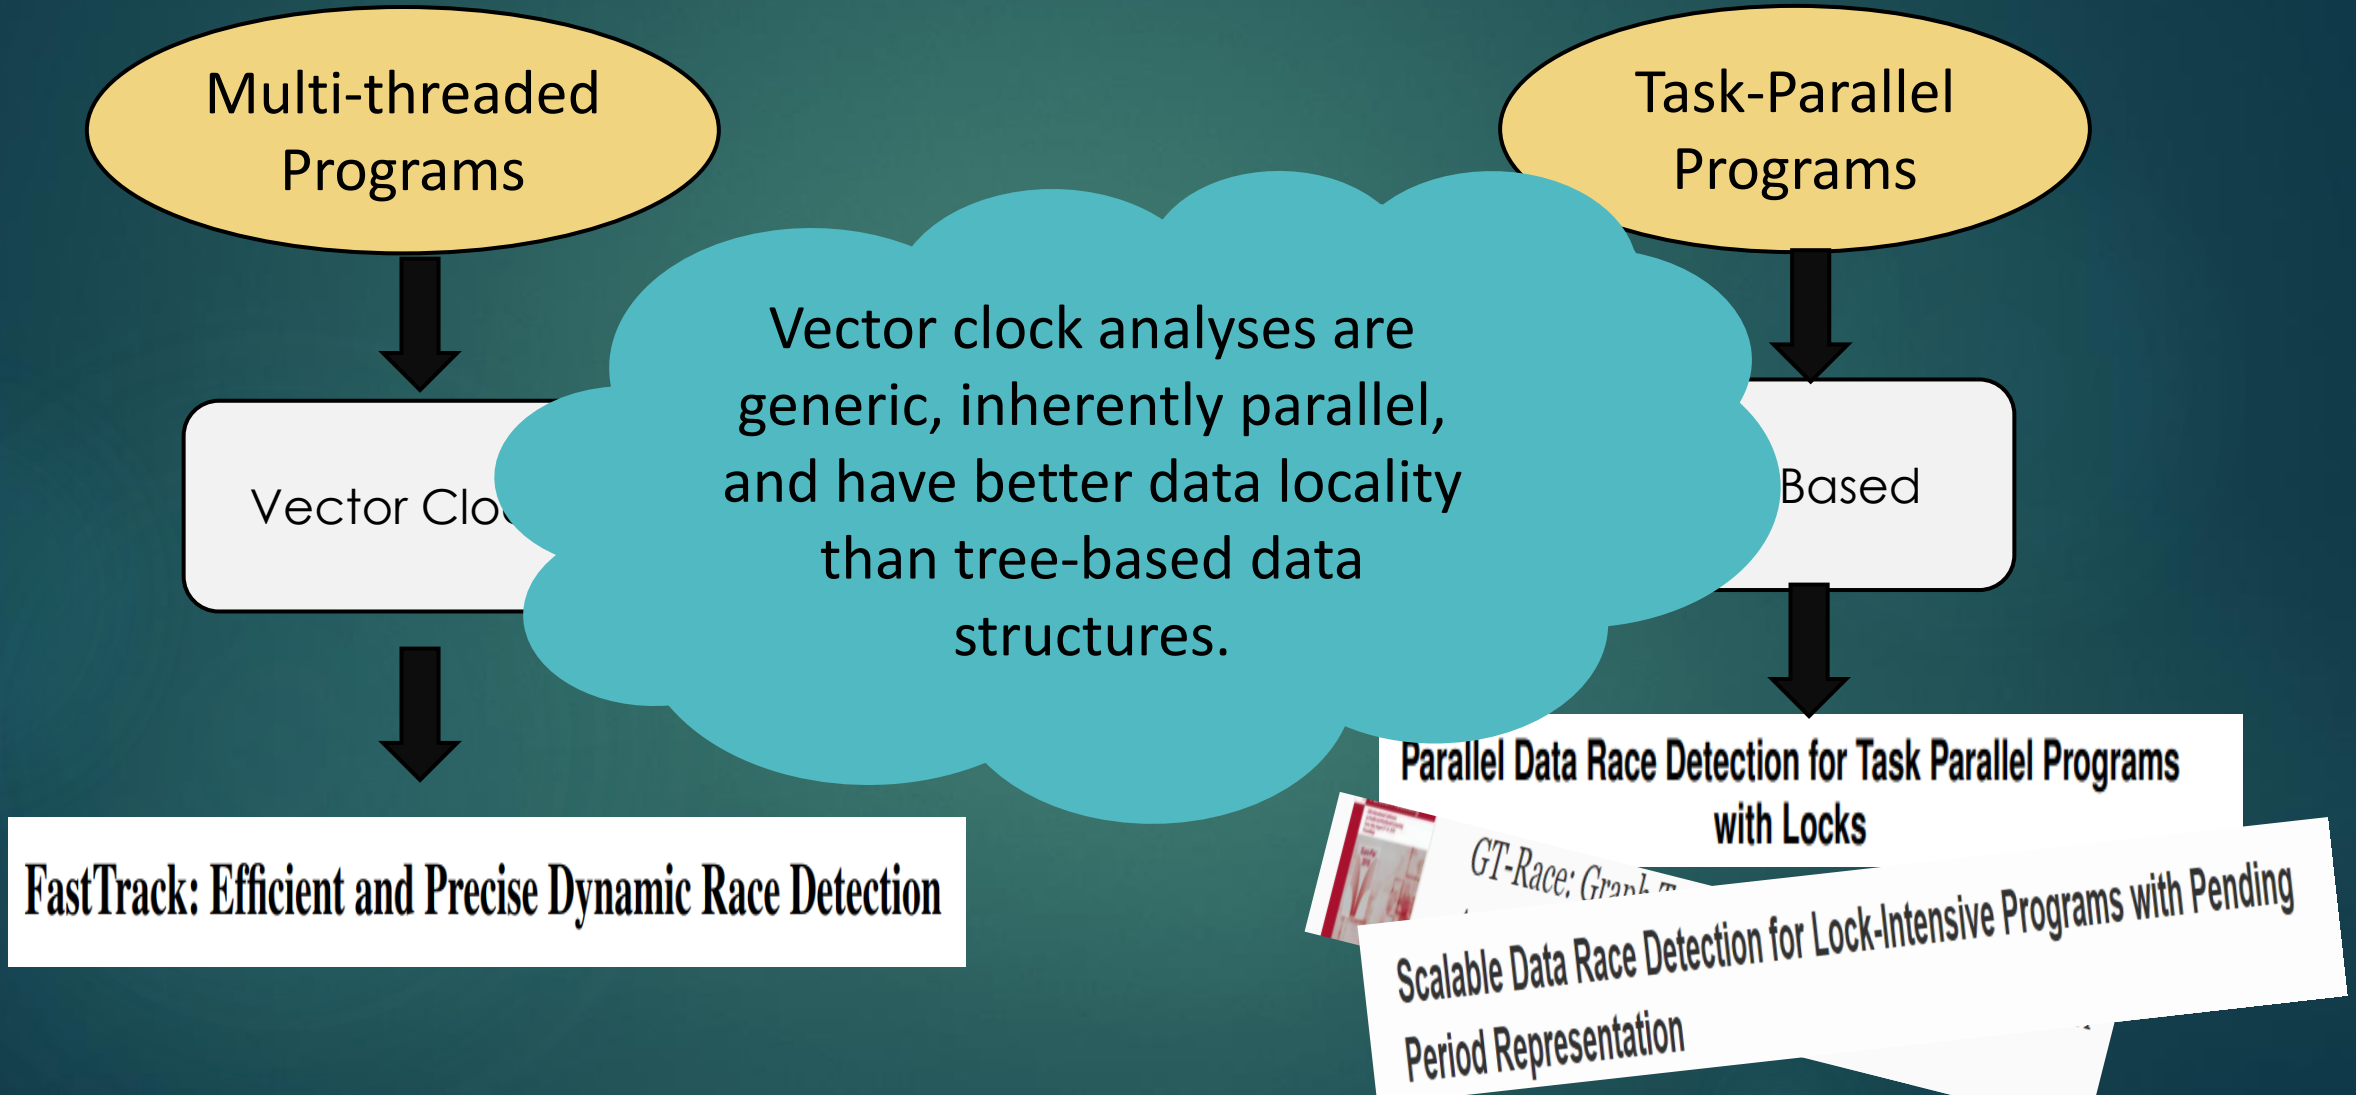 Multi-threaded
Programs
Task-Parallel
Programs
Vector clock analyses are
generic, inherently parallel,
and have better data locality
than tree-based data
structures.
Vector Clo
Based
FastTrack: Efficient and Precise Dynamic Race Detection
Parallel Data Race Detection for Task Parallel Programs
with Locks
GT-Race: Graph
Scalable Data Race Detection for Lock-Intensive Programs with Pending
Period Representation